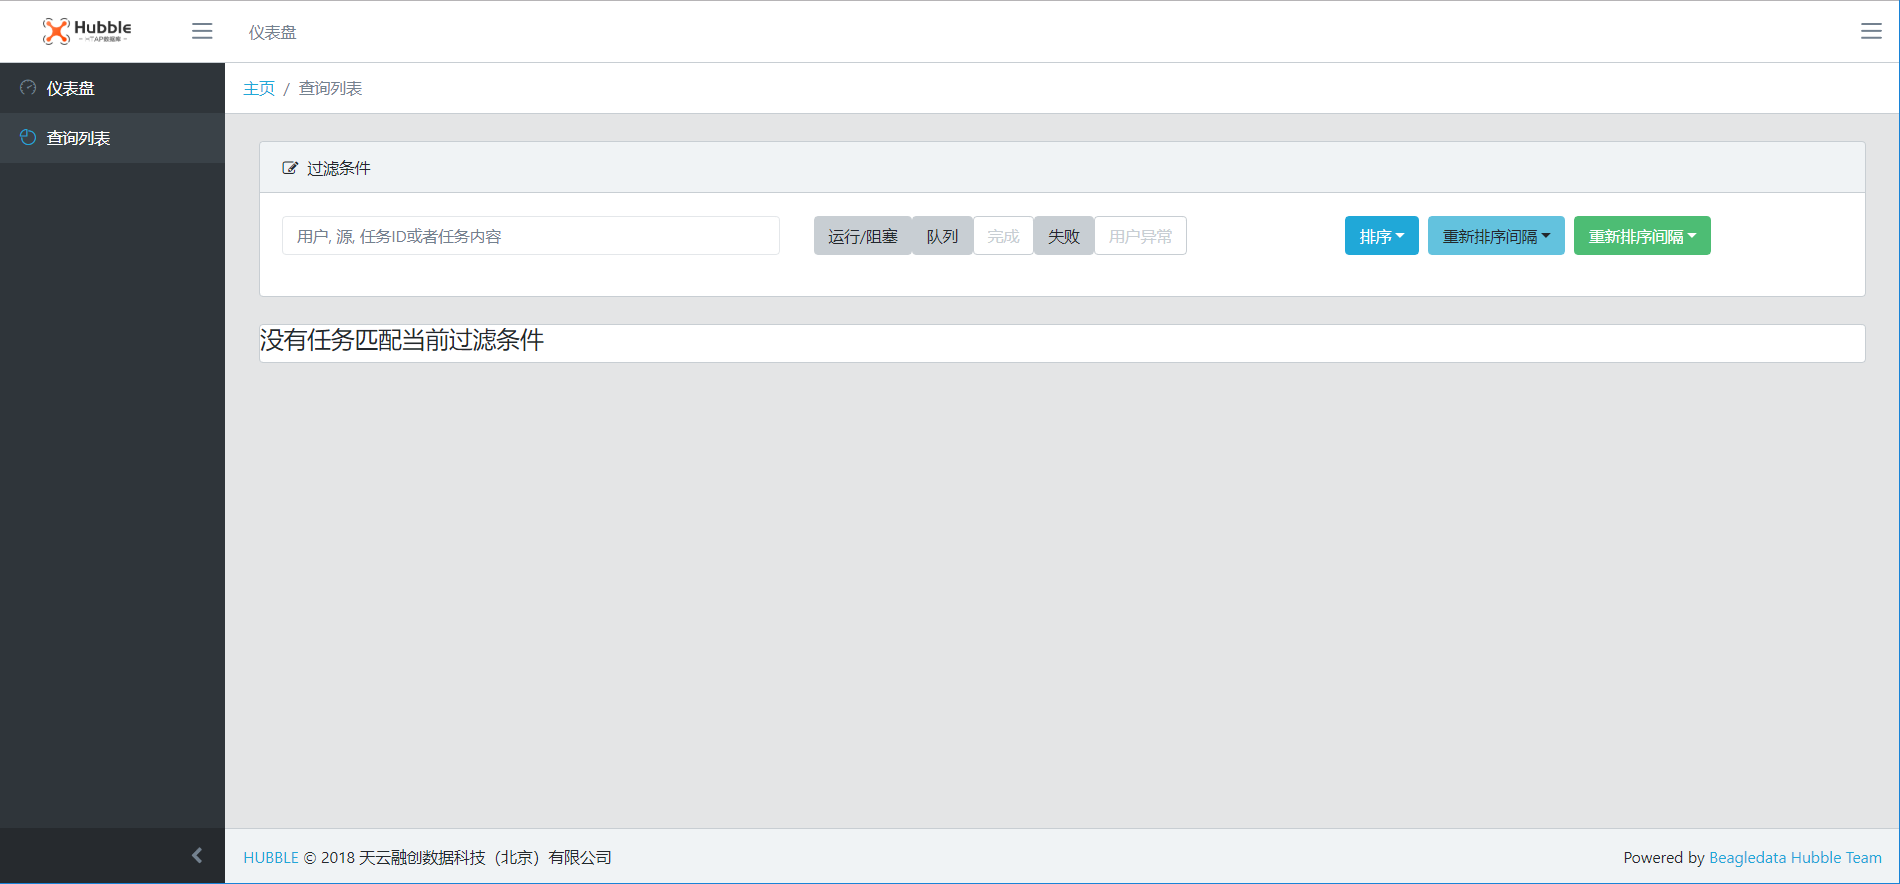 Hubble
仪表盘
仪表盘
查询列表
主页 / 查询列表
过滤条件
用户, 源, 任务ID或者任务内容
运行/阻塞 队列 完成 失败 用户异常
排序 重新排序间隔 重新排序间隔
没有任务匹配当前过滤条件
HUBBLE © 2018 天云融创数据科技（北京）有限公司
Powered by Beagledata Hubble Team